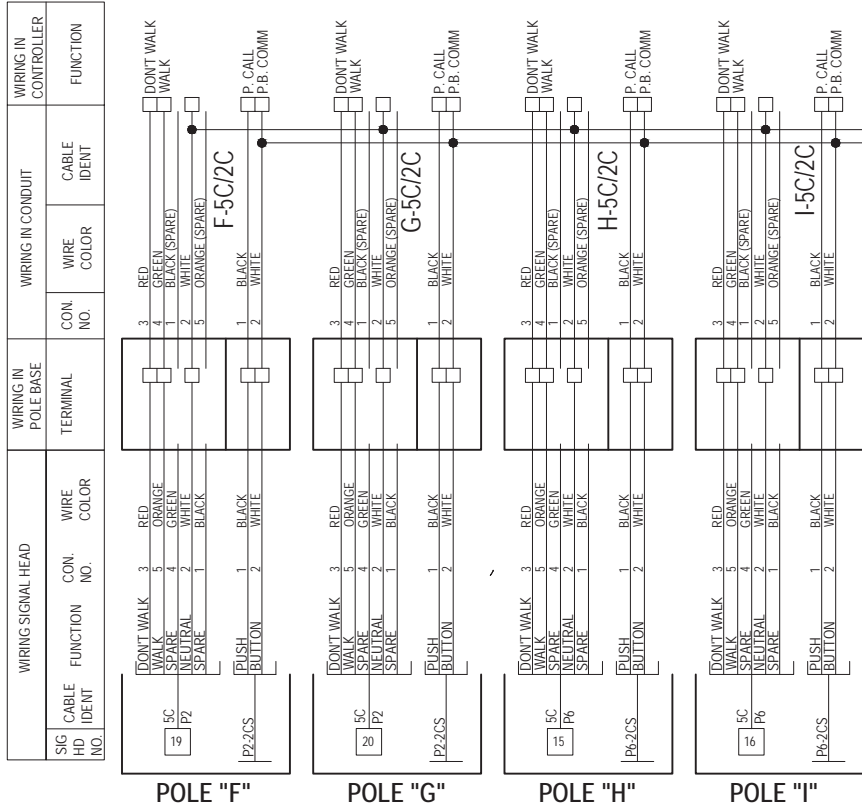 WIRING SIGNAL HEAD
WIRING IN POLE BASE
WIRING IN CONDUIT
WIRING IN CONTROLLER
SIG HD NO.
CABLE IDENT
FUNCTION
CON. NO.
WIRE COLOR
TERMINAL
CON. NO.
WIRE COLOR
CABLE IDENT
FUNCTION
POLE "F"
19
5C
P2
DON'T WALK 3 RED 3 RED DON'T WALK
WALK 5 ORANGE 4 GREEN WALK
SPARE 4 GREEN 1 BLACK (SPARE)
NEUTRAL 2 WHITE 2 WHITE
SPARE 1 BLACK 5 ORANGE (SPARE)
F-5C/2C
P2-2CS
PUSH 1 BLACK 1 BLACK P. CALL
BUTTON 2 WHITE 2 WHITE P.B. COMM
POLE "G"
20
5C
P2
DON'T WALK 3 RED 3 RED DON'T WALK
WALK 5 ORANGE 4 GREEN WALK
SPARE 4 GREEN 1 BLACK (SPARE)
NEUTRAL 2 WHITE 2 WHITE
SPARE 1 BLACK 5 ORANGE (SPARE)
G-5C/2C
P2-2CS
PUSH 1 BLACK 1 BLACK P. CALL
BUTTON 2 WHITE 2 WHITE P.B. COMM
POLE "H"
15
5C
P6
DON'T WALK 3 RED 3 RED DON'T WALK
WALK 5 ORANGE 4 GREEN WALK
SPARE 4 GREEN 1 BLACK (SPARE)
NEUTRAL 2 WHITE 2 WHITE
SPARE 1 BLACK 5 ORANGE (SPARE)
H-5C/2C
P6-2CS
PUSH 1 BLACK 1 BLACK P. CALL
BUTTON 2 WHITE 2 WHITE P.B. COMM
POLE "I"
16
5C
P6
DON'T WALK 3 RED 3 RED DON'T WALK
WALK 5 ORANGE 4 GREEN WALK
SPARE 4 GREEN 1 BLACK (SPARE)
NEUTRAL 2 WHITE 2 WHITE
SPARE 1 BLACK 5 ORANGE (SPARE)
I-5C/2C
P6-2CS
PUSH 1 BLACK 1 BLACK P. CALL
BUTTON 2 WHITE 2 WHITE P.B. COMM